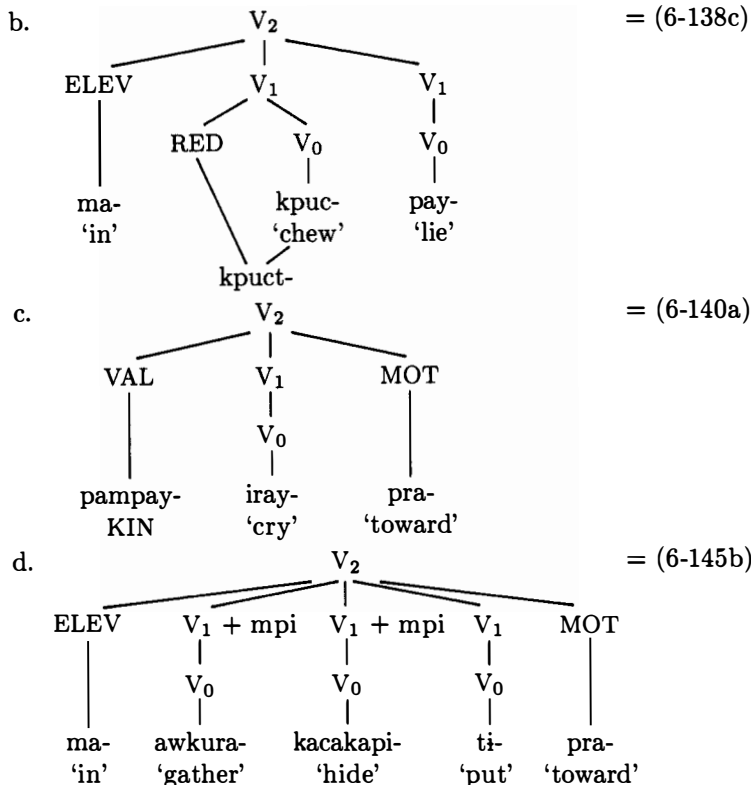 b. V₂ = (6-138c)
ELEV V₁ V₁
RED V₀ V₀
ma- kpuc- pay-
‘in’ ‘chew’ ‘lie’
kpuct-
c. V₂ = (6-140a)
VAL V₁ MOT
V₀
pampay- iray- pra-
KIN ‘cry’ ‘toward’
d. V₂ = (6-145b)
ELEV V₁ + mpi V₁ + mpi V₁ MOT
V₀ V₀ V₀
ma- awkura- kacakapi- tɨ- pra-
‘in’ ‘gather’ ‘hide’ ‘put’ ‘toward’